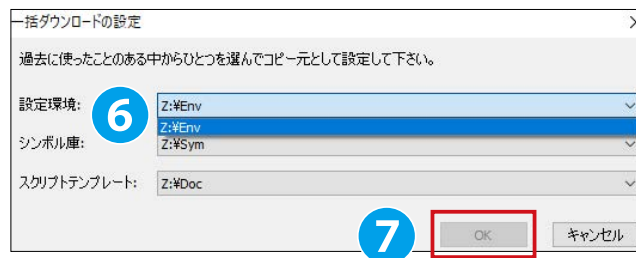 一括ダウンロードの設定
過去に使ったことのある中からひとつを選んでコピー元として設定して下さい。
設定環境: Z:¥Env
6
Z:¥Env
シンボル庫: Z:¥Sym
スクリプトテンプレート: Z:¥Doc
7 OK キャンセル